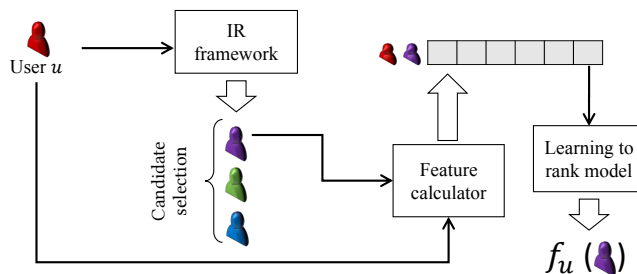 User u
IR
framework
Candidate
selection
Feature
calculator
Learning to
rank model
f_u ( )